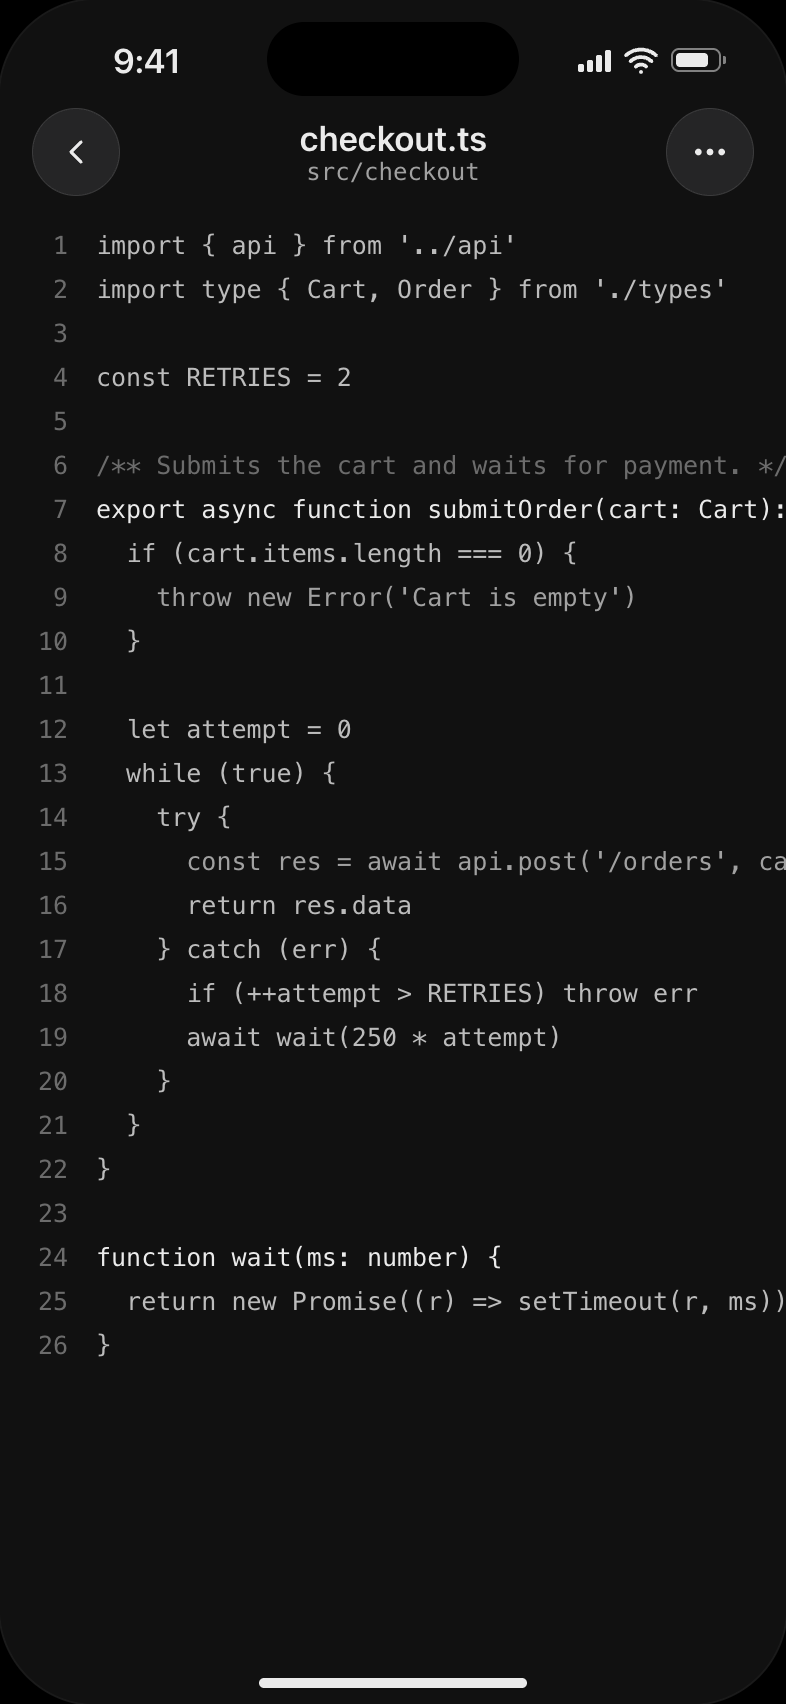 9:41
checkout.ts
src/checkout
1 import { api } from '../api'
2 import type { Cart, Order } from './types'
3
4 const RETRIES = 2
5
6 /** Submits the cart and waits for payment. */
7 export async function submitOrder(cart: Cart):
8   if (cart.items.length === 0) {
9     throw new Error('Cart is empty')
10   }
11
12   let attempt = 0
13   while (true) {
14     try {
15       const res = await api.post('/orders', ca
16       return res.data
17     } catch (err) {
18       if (++attempt > RETRIES) throw err
19       await wait(250 * attempt)
20     }
21   }
22 }
23
24 function wait(ms: number) {
25   return new Promise((r) => setTimeout(r, ms))
26 }